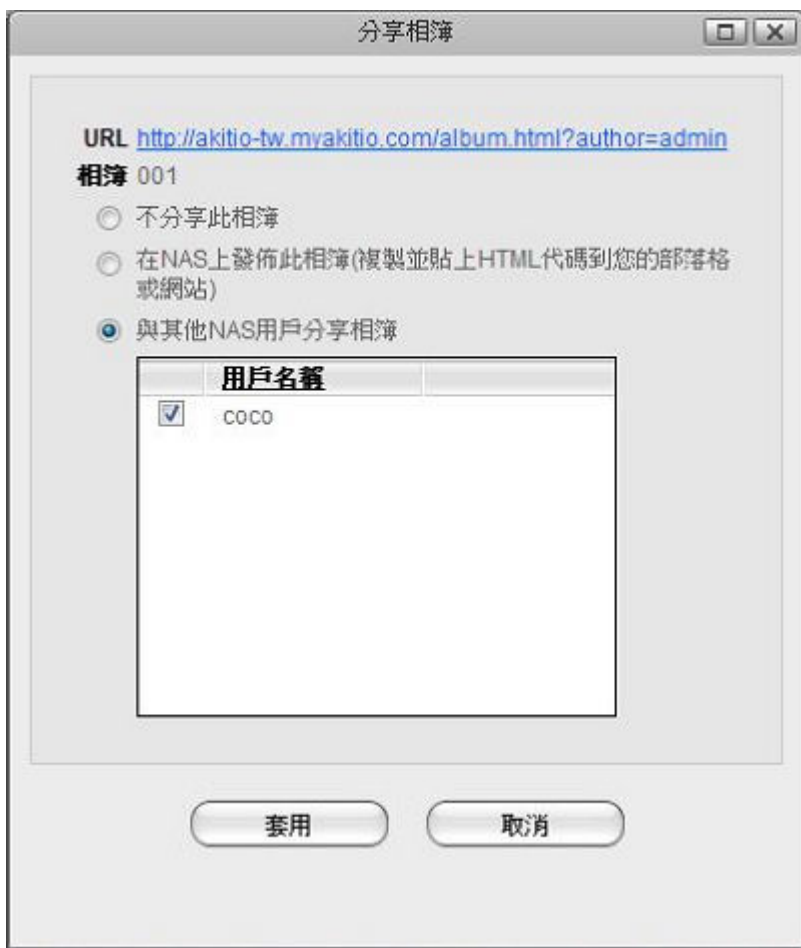 分享相簿
URL http://akitio-tw.myakitio.com/album.html?author=admin
相簿 001
不分享此相簿
在NAS上發佈此相簿(複製並貼上HTML代碼到您的部落格
或網站)
與其他NAS用戶分享相簿
用戶名稱
coco
套用
取消